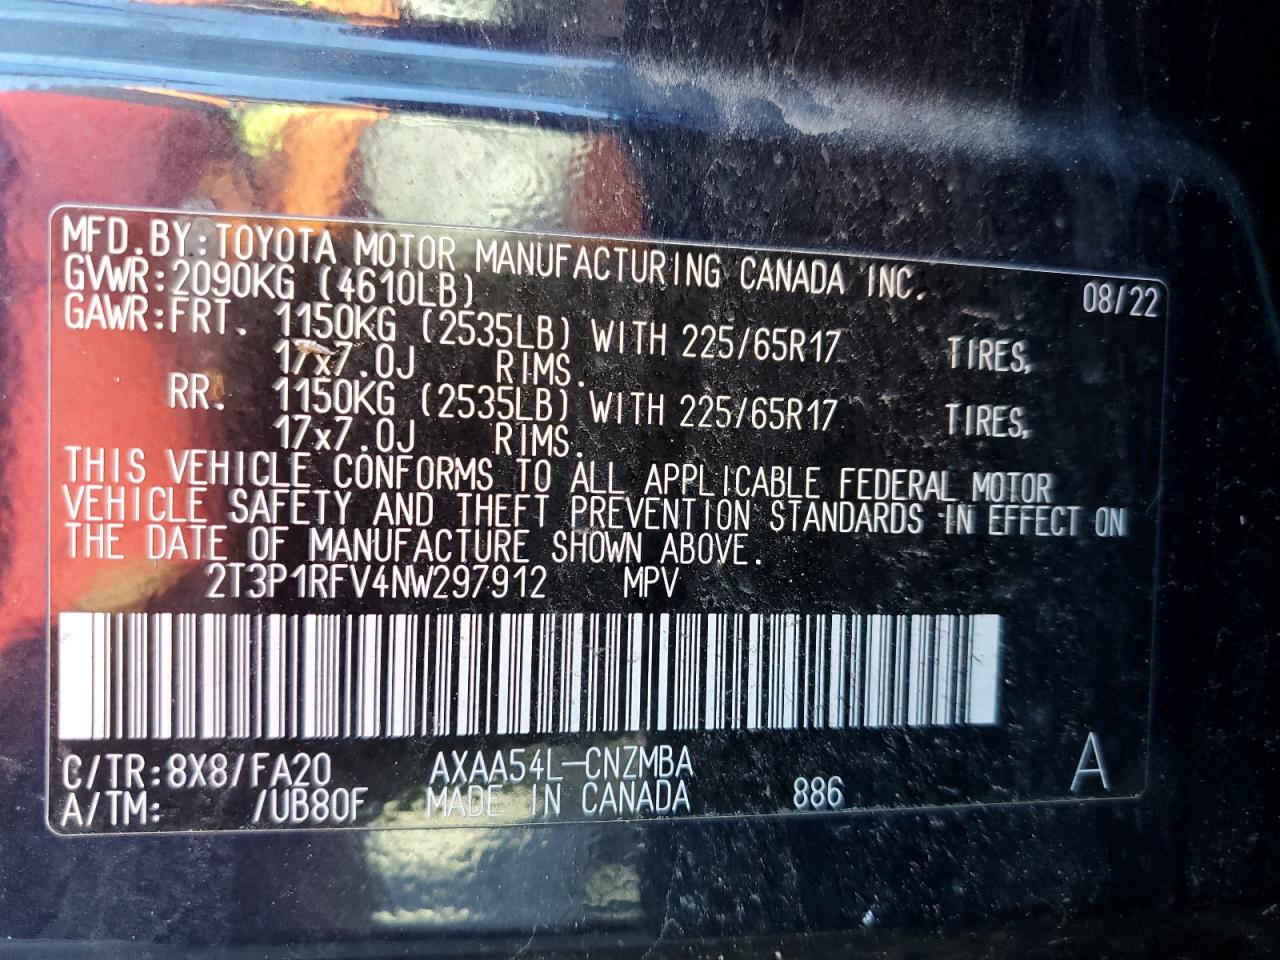 MFD.BY:TOYOTA MOTOR MANUFACTURING CANADA INC. 08/22
GVWR:2090KG (4610LB)
GAWR:FRT. 1150KG (2535LB) WITH 225/65R17 TIRES,
17x7.0J RIMS.
RR. 1150KG (2535LB) WITH 225/65R17 TIRES,
17x7.0J RIMS.
THIS VEHICLE CONFORMS TO ALL APPLICABLE FEDERAL MOTOR
VEHICLE SAFETY AND THEFT PREVENTION STANDARDS IN EFFECT ON
THE DATE OF MANUFACTURE SHOWN ABOVE.
2T3P1RFV4NW297912 MPV
C/TR:8X8/FA20 AXAA54L-CNZMBA A
A/TM: /UB80F MADE IN CANADA 886